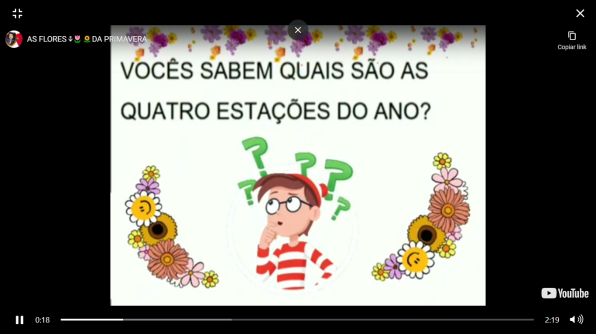 AS FLORES🌷🌻DA PRIMAVERA
Copiar link
VOCÊS SABEM QUAIS SÃO AS
QUATRO ESTAÇÕES DO ANO?
? ? ? ? ?
YouTube
0:18
2:19